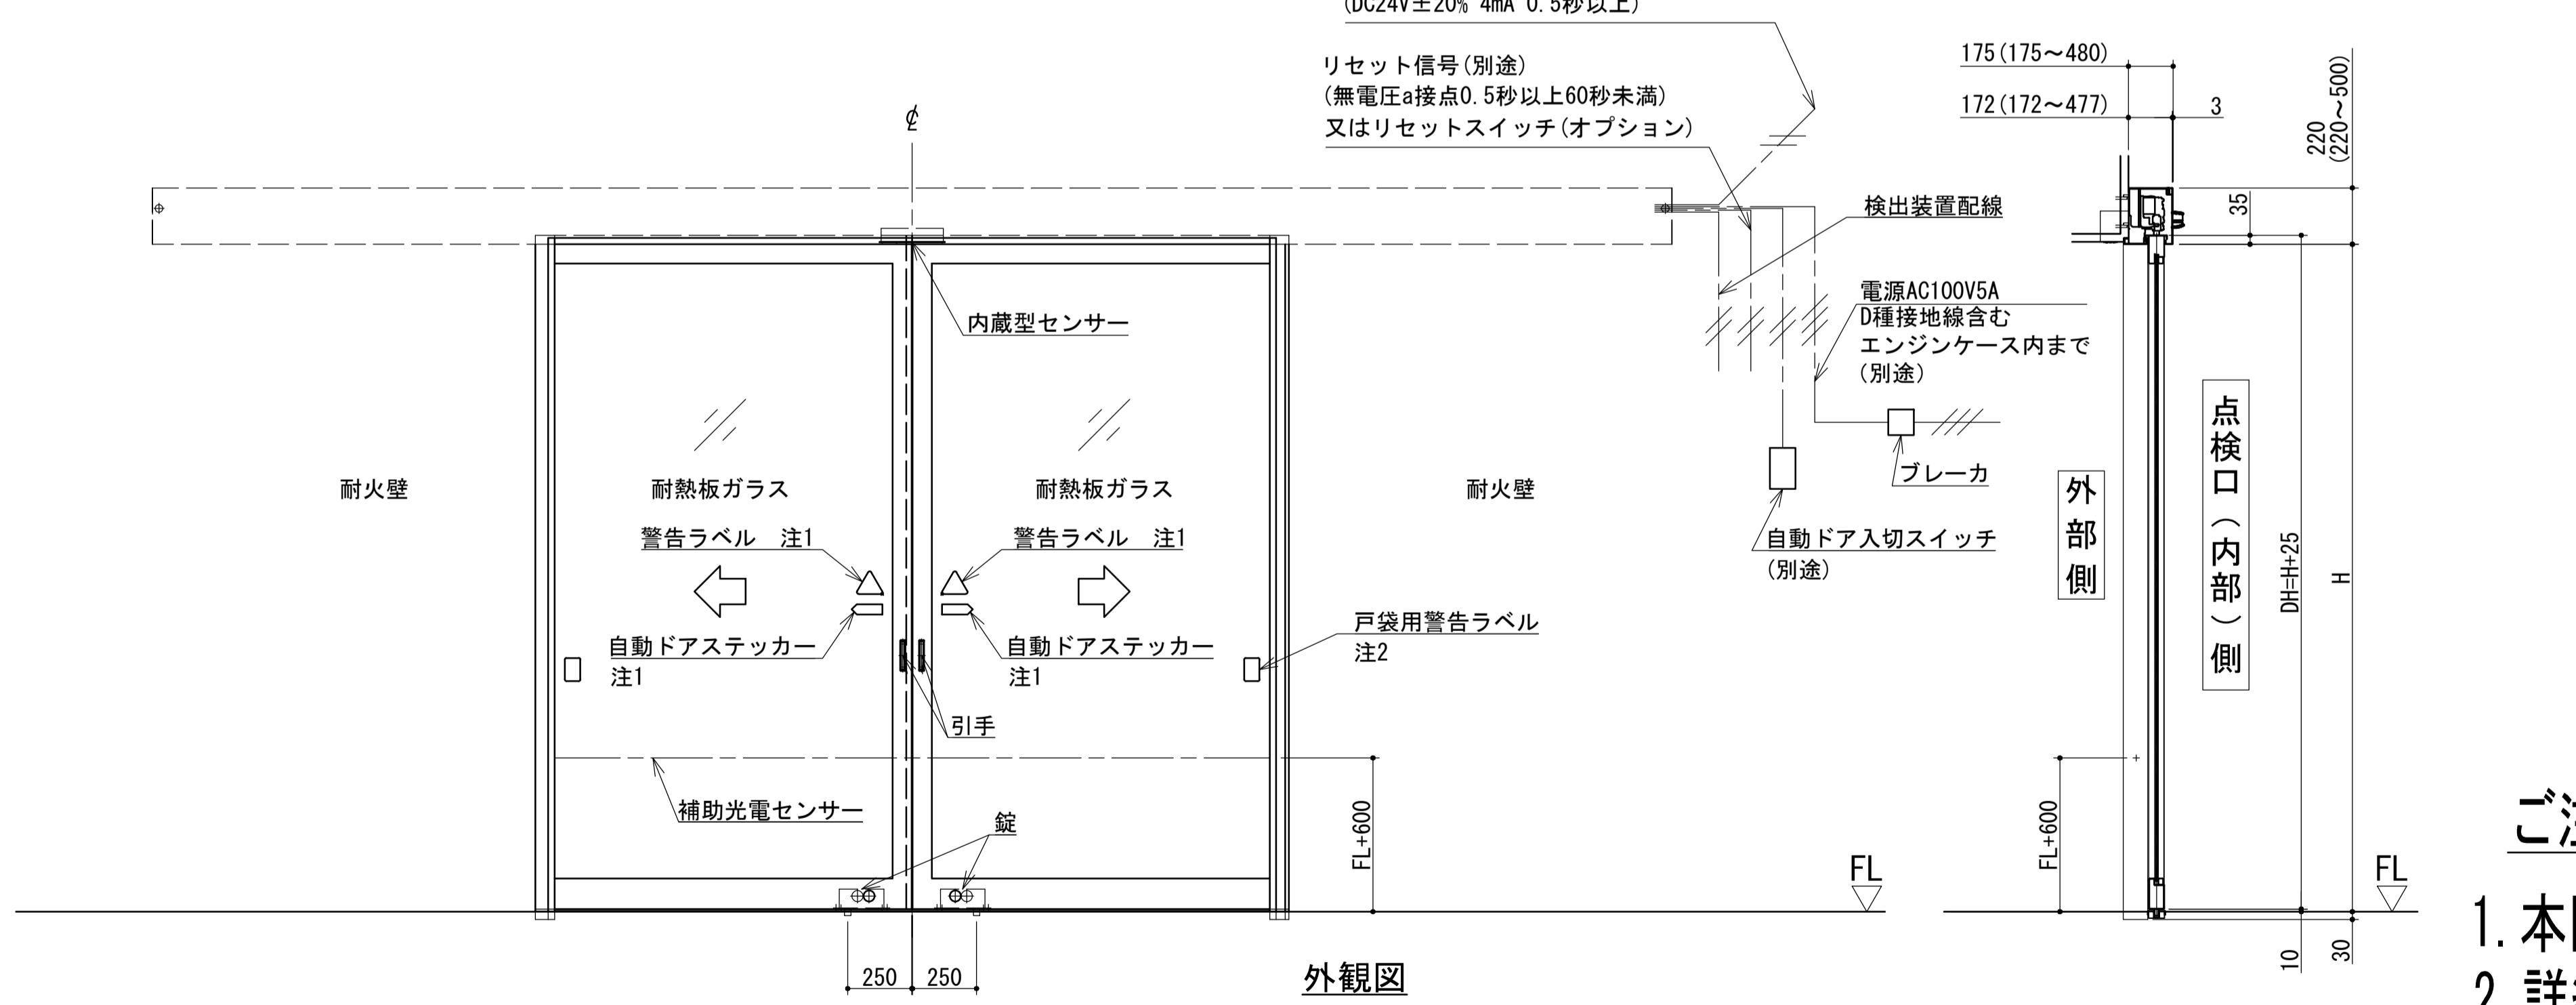 (DC24V±20% 4mA 0.5秒以上)
リセット信号(別途)
(無電圧a接点0.5秒以上60秒未満)
又はリセットスイッチ(オプション)
175(175～480)
172(172～477)
3
220
(220～500)
35
検出装置配線
電源AC100V5A
D種接地線含む
エンジンケース内まで
(別途)
ブレーカ
自動ドア入切スイッチ
(別途)
内蔵型センサー
耐火壁
耐熱板ガラス
耐熱板ガラス
耐火壁
警告ラベル 注1
警告ラベル 注1
自動ドアステッカー
注1
自動ドアステッカー
注1
戸袋用警告ラベル
注2
引手
補助光電センサー
錠
FL+600
FL
250
250
外観図
外部側
点検口(内部)側
DH=H+25
H
FL+600
FL
10
30
ご注
1.本
2.詳